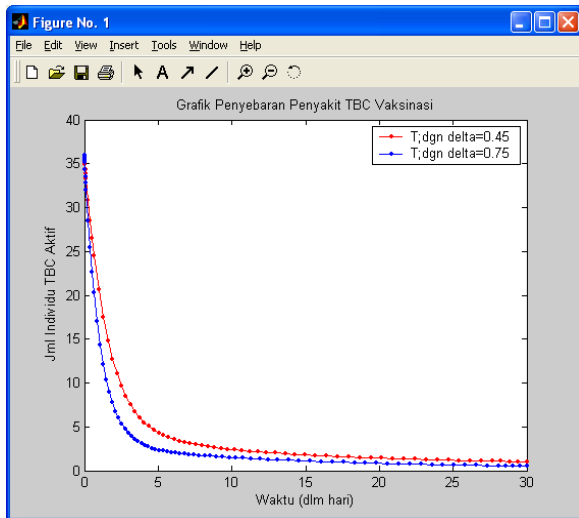 Figure No. 1
File Edit View Insert Tools Window Help
A
Grafik Penyebaran Penyakit TBC Vaksinasi
T;dgn delta=0.45
T;dgn delta=0.75
Jml Individu TBC Aktif
40
35
30
25
20
15
10
5
0
0 5 10 15 20 25 30
Waktu (dlm hari)